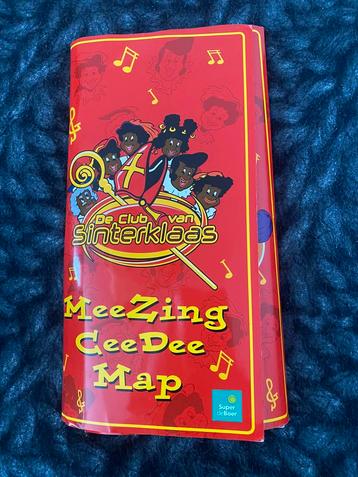 De Club van
Sinterklaas
MeeZing
CeeDee
Map
Super
de Boer